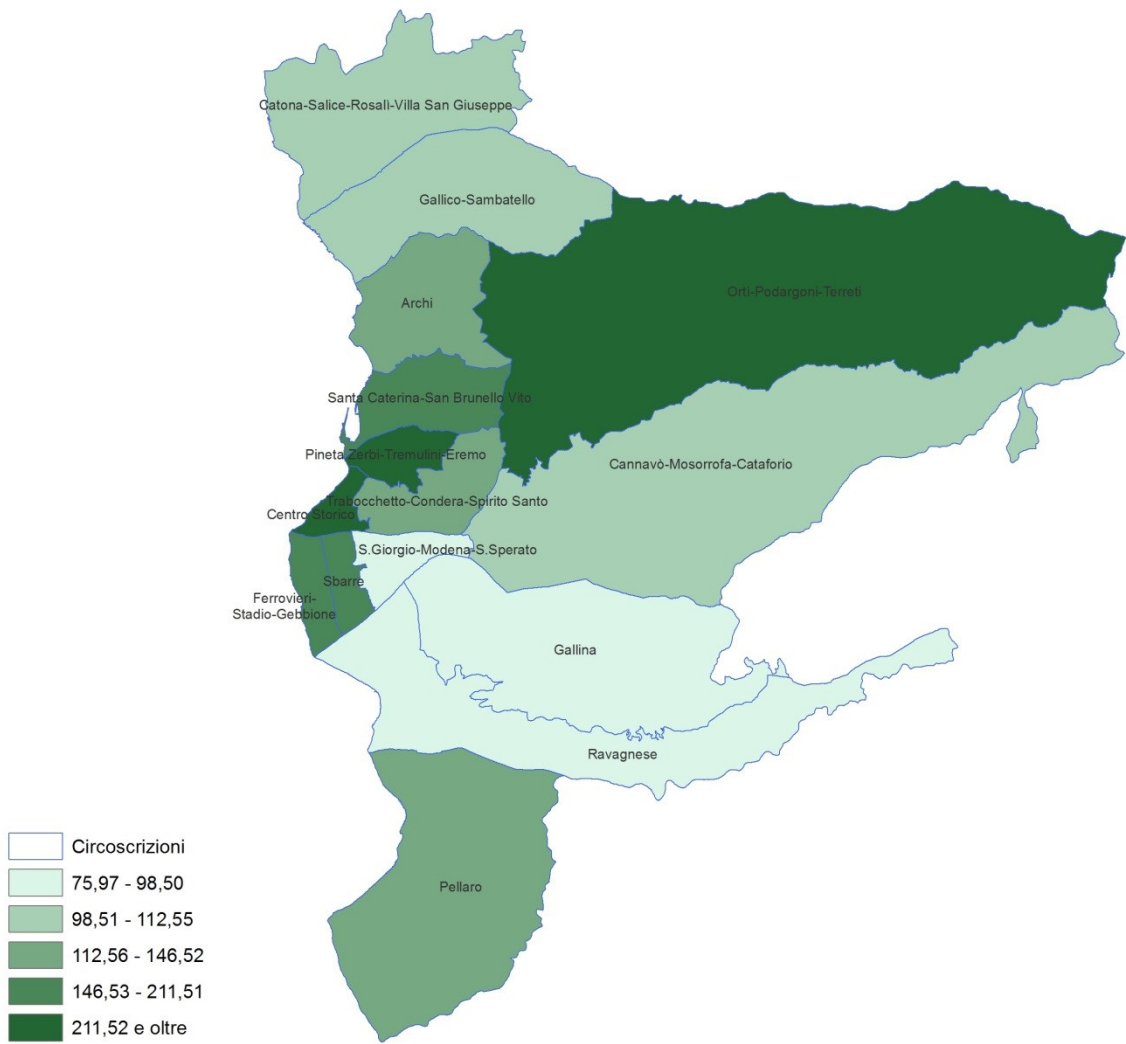 Catona-Salice-Rosalì-Villa San Giuseppe
Gallico-Sambatello
Ortì-Podargoni-Terreti
Archi
Santa Caterina-San Brunello Vito
Pineta Zerbi-Tremulini-Eremo
Cannavò-Mosorrofa-Cataforio
Trabocchetto-Condera-Spirito Santo
Centro Storico
S.Giorgio-Modena-S.Sperato
Sbarre
Ferrovieri-
Stadio-Gebbione
Gallina
Ravagnese
Pellaro
Circoscrizioni
75,97 - 98,50
98,51 - 112,55
112,56 - 146,52
146,53 - 211,51
211,52 e oltre